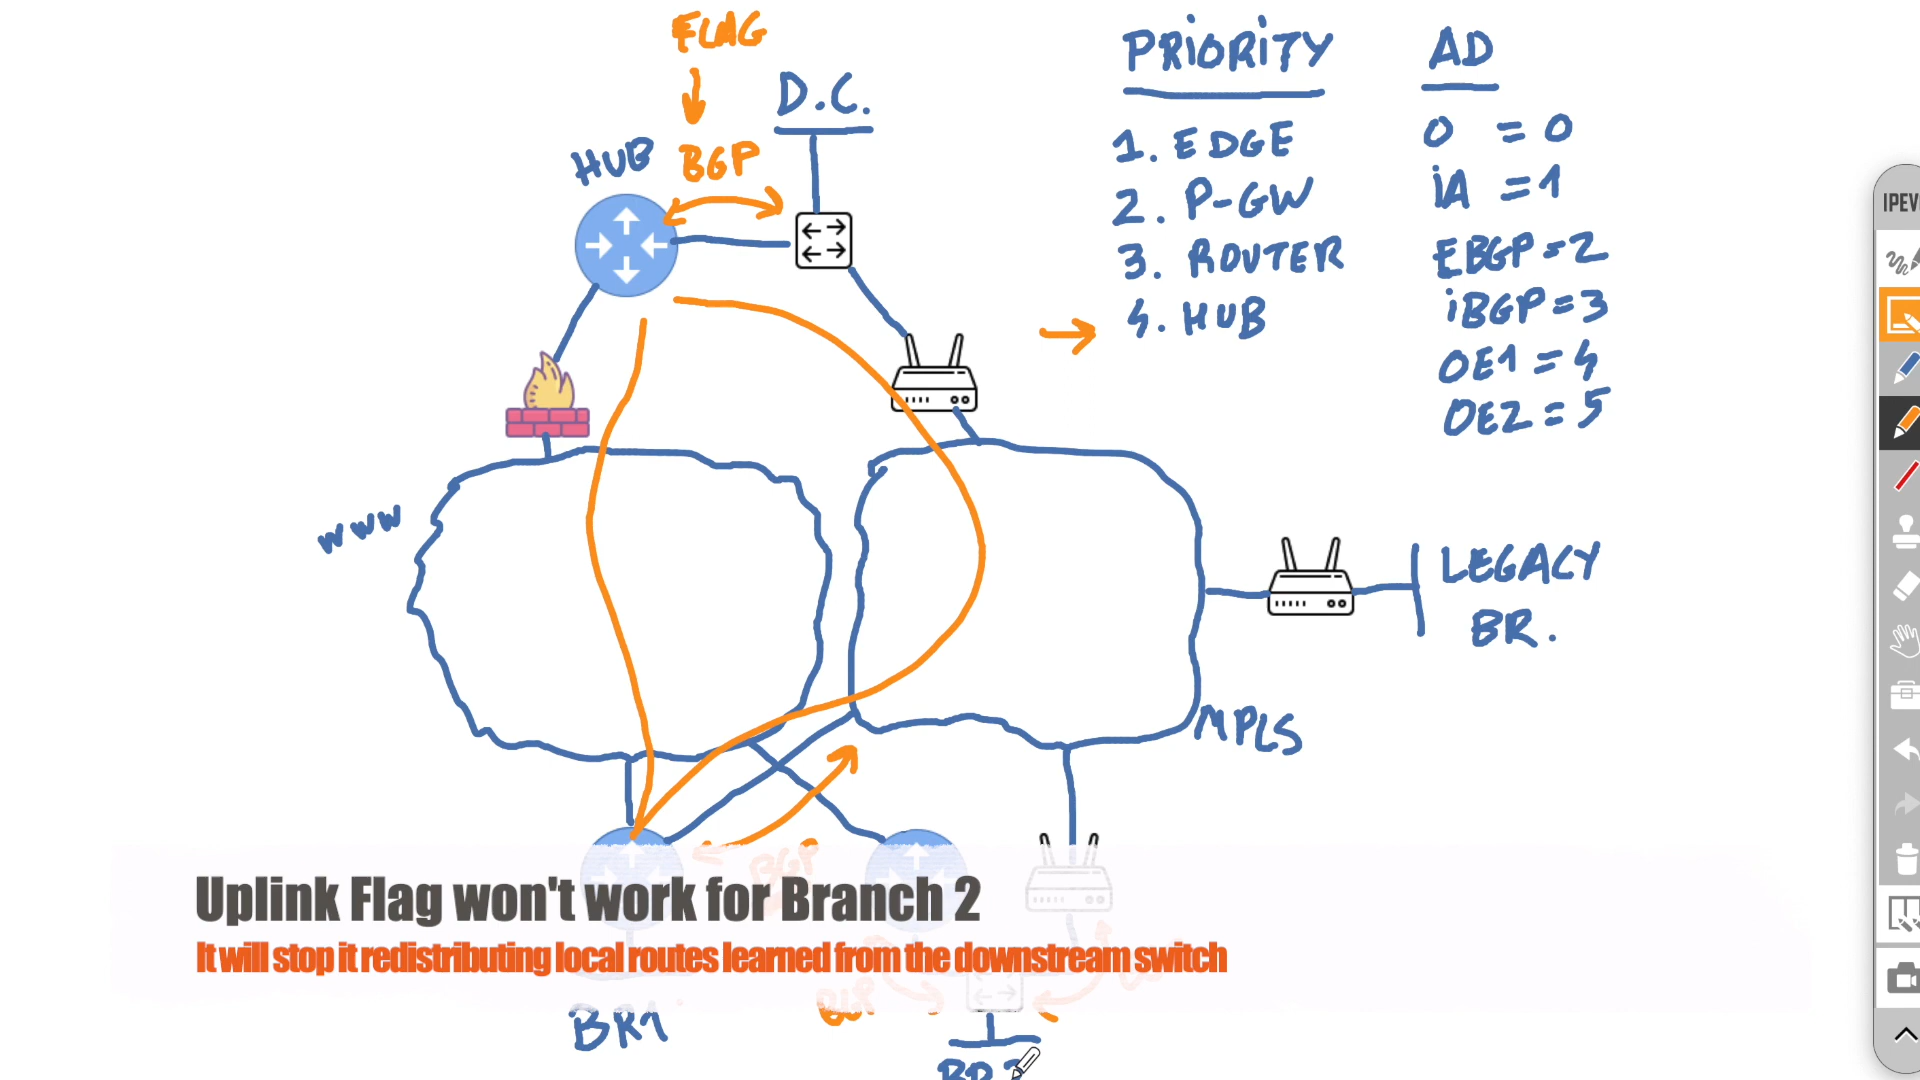 FLAG
D.C.
HUB
BGP
PRIORITY
1. EDGE
2. P-GW
3. ROUTER
4. HUB
AD
O = 0
iA = 1
EBGP = 2
iBGP = 3
OE1 = 4
OE2 = 5
IPEV
WWW
LEGACY
BR.
MPLS
BGP
Uplink Flag won't work for Branch 2
It will stop it redistributing local routes learned from the downstream switch
BR1